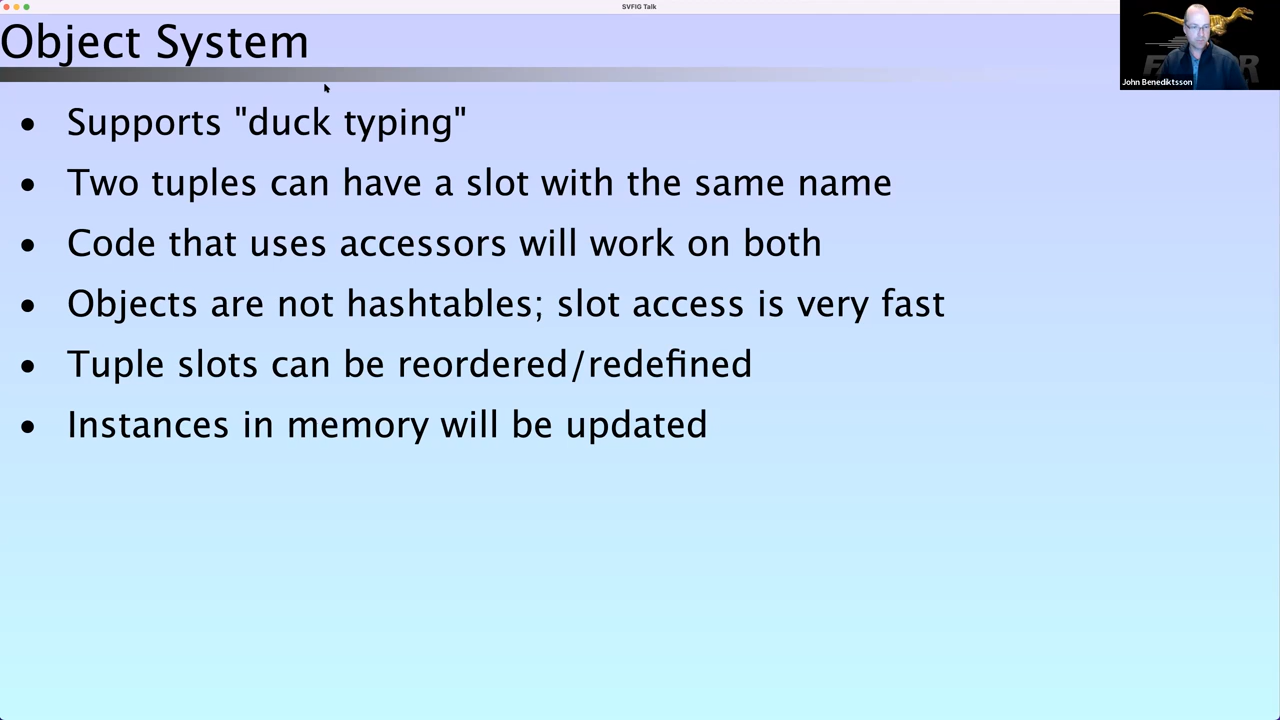 SVFIG Talk
Object System
John Benediktsson
• Supports "duck typing"
• Two tuples can have a slot with the same name
• Code that uses accessors will work on both
• Objects are not hashtables; slot access is very fast
• Tuple slots can be reordered/redefined
• Instances in memory will be updated